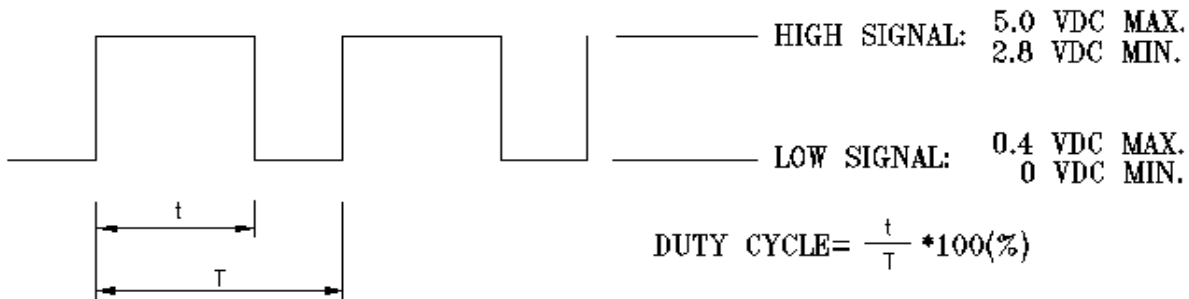 HIGH SIGNAL: 5.0 VDC MAX.
2.8 VDC MIN.
LOW SIGNAL: 0.4 VDC MAX.
0 VDC MIN.
t
T
DUTY CYCLE= t/T *100(%)